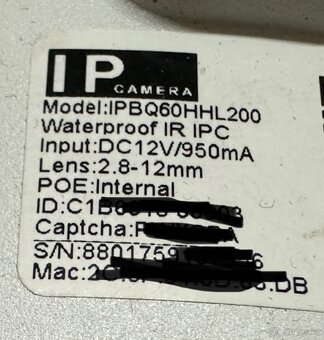 IP
CAMERA
Model:IPBQ60HHL200
Waterproof IR IPC
Input:DC12V/950mA
Lens:2.8-12mm
POE:Internal
ID:
Captcha:
S/N:
Mac: